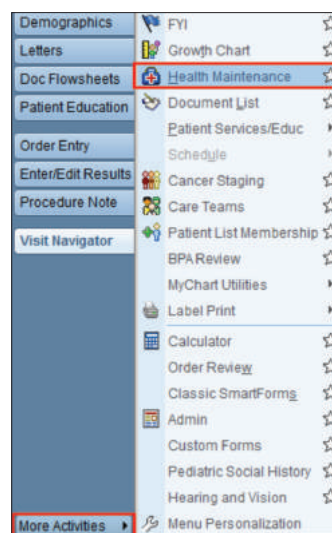 Demographics
Letters
Doc Flowsheets
Patient Education
Order Entry
Enter/Edit Results
Procedure Note
Visit Navigator
More Activities
FYI
Growth Chart
Health Maintenance
Document List
Patient Services/Educ
Schedule
Cancer Staging
Care Teams
Patient List Membership
BPA Review
MyChart Utilities
Label Print
Calculator
Order Review
Classic SmartForms
Admin
Custom Forms
Pediatric Social History
Hearing and Vision
Menu Personalization